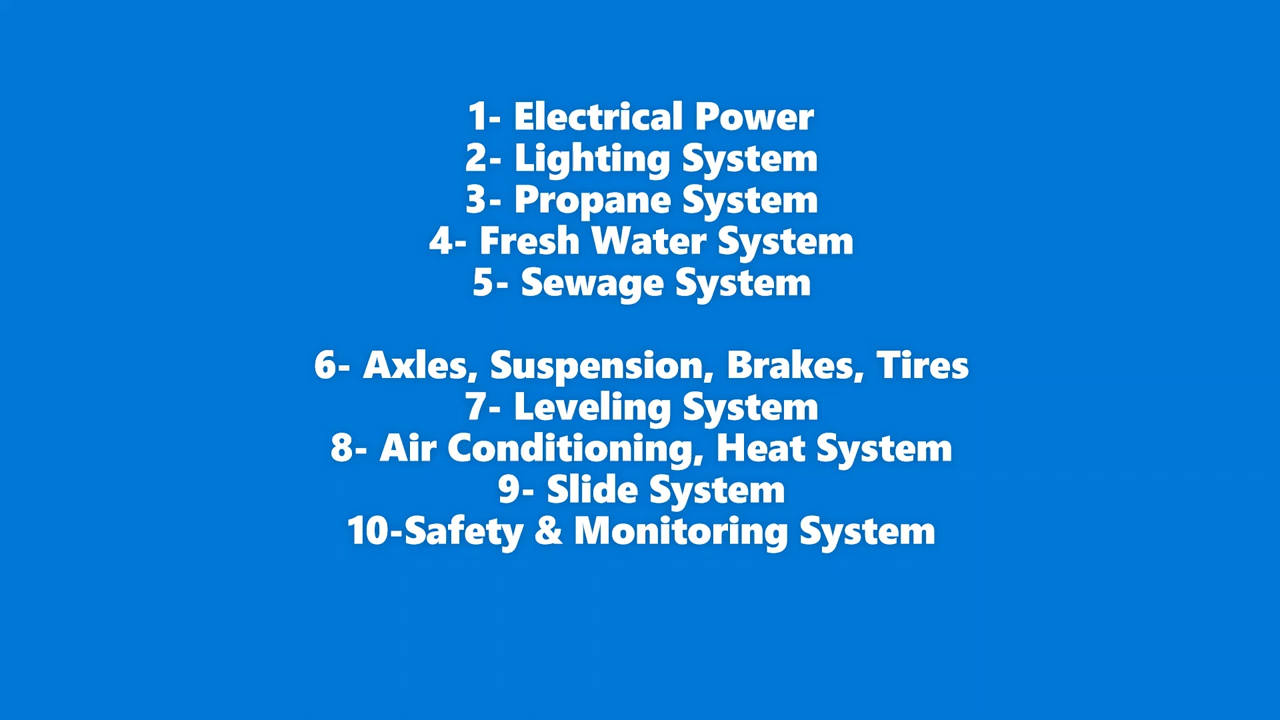 1- Electrical Power
2- Lighting System
3- Propane System
4- Fresh Water System
5- Sewage System
6- Axles, Suspension, Brakes, Tires
7- Leveling System
8- Air Conditioning, Heat System
9- Slide System
10-Safety & Monitoring System